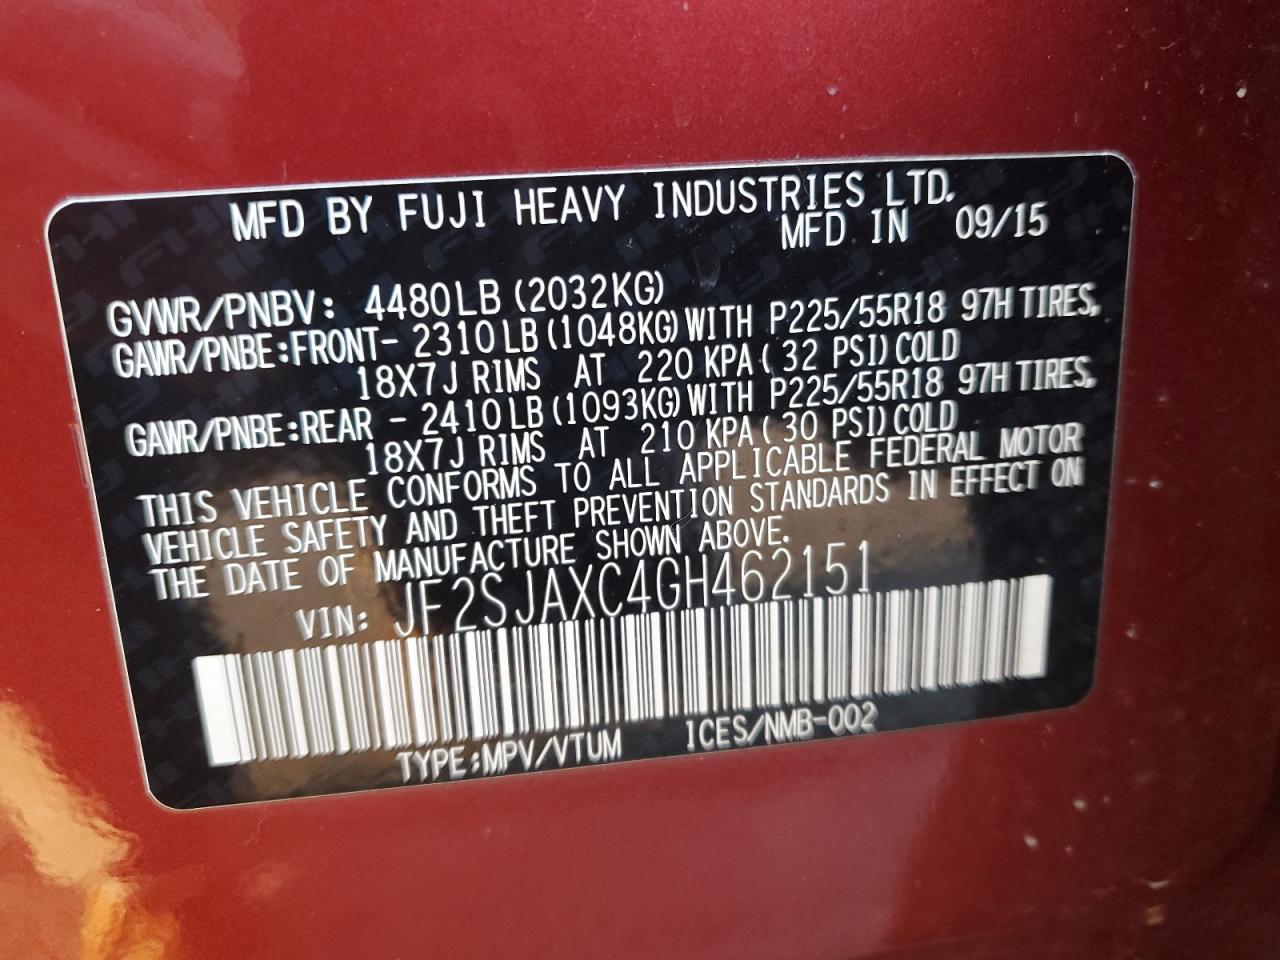 MFD BY FUJI HEAVY INDUSTRIES LTD.
MFD IN 09/15
GVWR/PNBV: 4480LB (2032KG)
GAWR/PNBE:FRONT- 2310LB (1048KG) WITH P225/55R18 97H TIRES,
18X7J RIMS AT 220 KPA ( 32 PSI) COLD
GAWR/PNBE:REAR - 2410LB (1093KG) WITH P225/55R18 97H TIRES,
18X7J RIMS AT 210 KPA ( 30 PSI) COLD
THIS VEHICLE CONFORMS TO ALL APPLICABLE FEDERAL MOTOR
VEHICLE SAFETY AND THEFT PREVENTION STANDARDS IN EFFECT ON
THE DATE OF MANUFACTURE SHOWN ABOVE.
VIN: JF2SJAXC4GH462151
TYPE:MPV/VTUM ICES/NMB-002